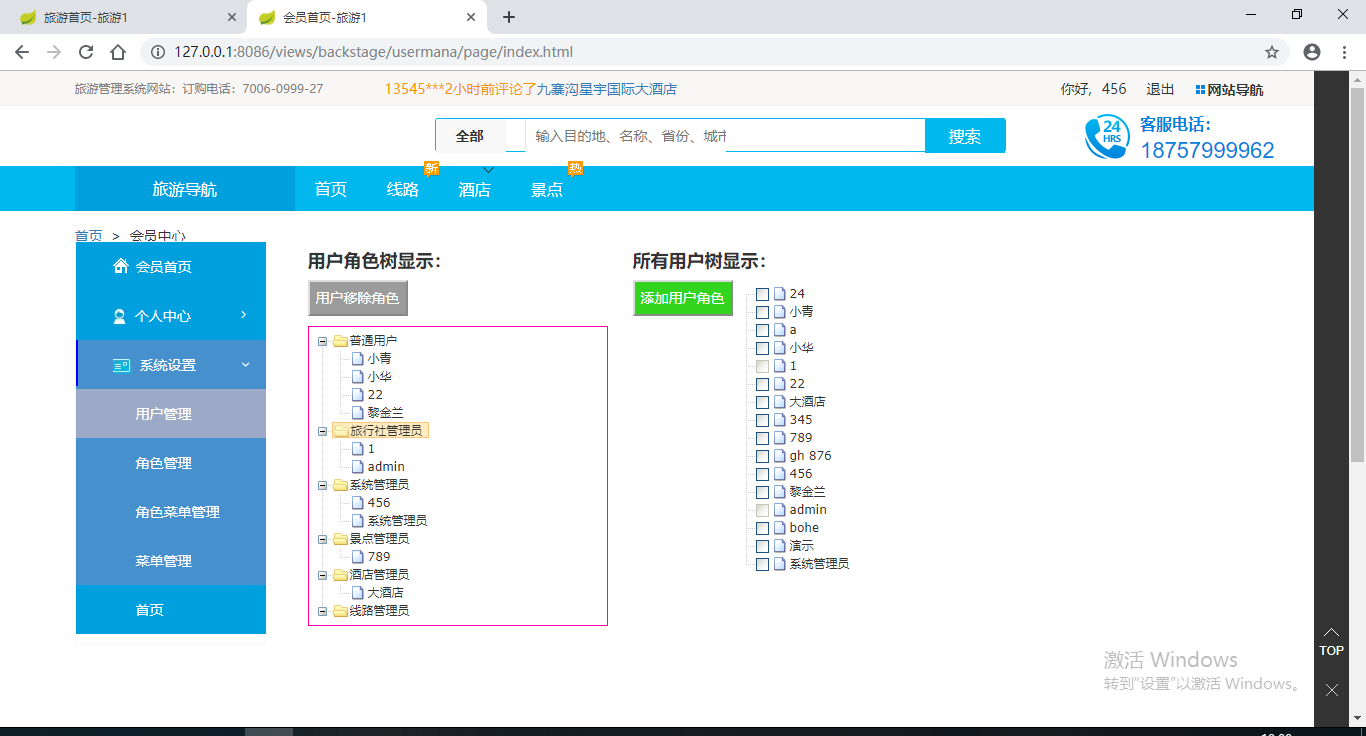 旅游首页-旅游1
会员首页-旅游1
127.0.0.1:8086/views/backstage/usermana/page/index.html
旅游管理系统网站：订购电话：7006-0999-27 13545***2小时前评论了九寨沟星宇国际大酒店 你好, 456 退出 网站导航
全部 输入目的地、名称、省份、城市 搜索
24 HRS
客服电话：
18757999962
新 热
旅游导航 首页 线路 酒店 景点
首页 > 会员中心
会员首页
个人中心
系统设置
用户管理
角色管理
角色菜单管理
菜单管理
首页
用户角色树显示：
用户移除角色
普通用户
小青
小华
22
黎金兰
旅行社管理员
1
admin
系统管理员
456
系统管理员
景点管理员
789
酒店管理员
大酒店
线路管理员
所有用户树显示：
添加用户角色
24
小青
a
小华
1
22
大酒店
345
789
gh 876
456
黎金兰
admin
bohe
演示
系统管理员
TOP
激活 Windows
转到"设置"以激活 Windows。